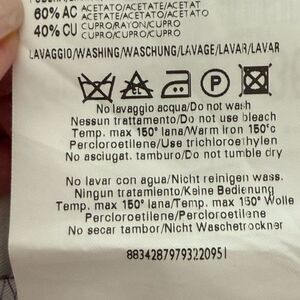 60% AC ACETATO/ACETATE/ACETATO
40% CU CUPRO/RAYON/CUPRO
CUPRO/CUPRO/CUPRO
LAVAGGIO/WASHING/WASCHUNG/LAVAGE/LAVAR/LAVAR
P
No lavaggio acqua/Do not wash
Nessun trattamento/Do not use bleach
Temp. max 150° lana/Warm iron 150°c
Percloroetilene/Use trichloroethylen
No asciugat. tamburo/Do not tumble dry
No lavar con agua/Nicht reinigen wass.
Ningun tratamiento/Keine Bedienung
Temp. max 150° lana/Temp. max 150° Wolle
Percloroetilene/Percloroetilene
No secar tambor/Nicht Waschetrockner
8834287979322095